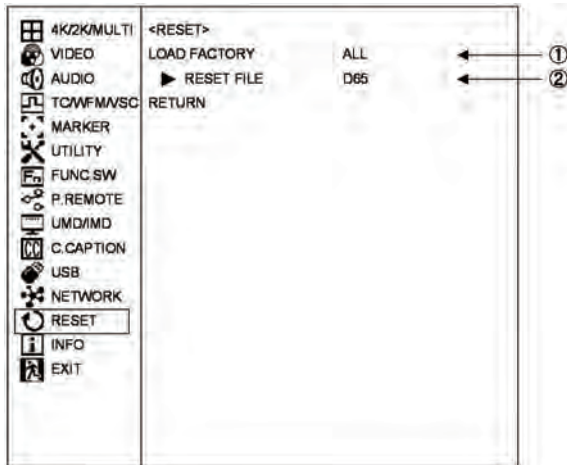 4K/2K/MULTI
VIDEO
AUDIO
TC/WFM/VSC
MARKER
UTILITY
F FUNC.SW
P.REMOTE
UMD/IMD
CC C.CAPTION
USB
NETWORK
RESET
i INFO
EXIT
<RESET>
LOAD FACTORY ALL ①
▶ RESET FILE D65 ②
RETURN